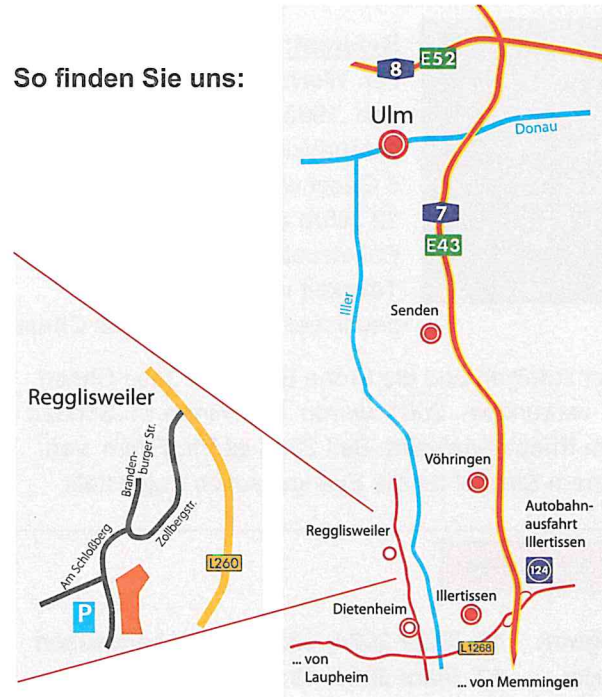 So finden Sie uns:
8
E52
Ulm
Donau
7
E43
Iller
Senden
Vöhringen
Regglisweiler
Autobahn-
ausfahrt
Illertissen
124
Dietenheim
Illertissen
L1268
... von
Laupheim
... von Memmingen
Regglisweiler
Branden-
burger Str.
Zollbergstr.
Am Schloßberg
L260
P